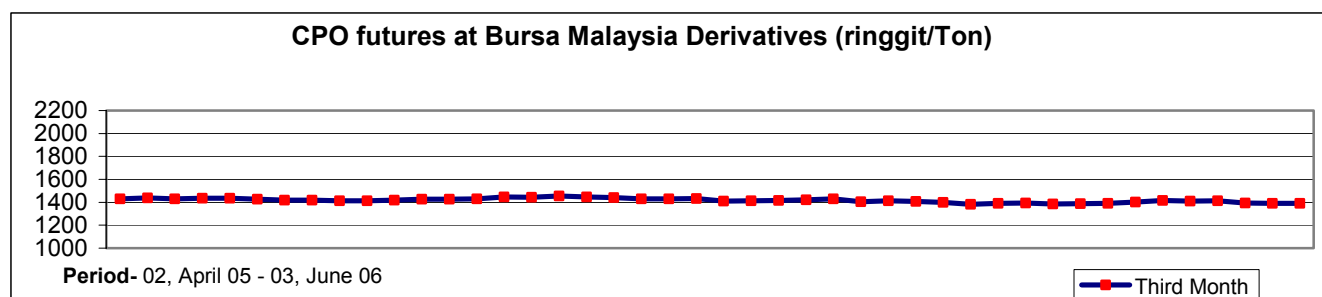 CPO futures at Bursa Malaysia Derivatives (ringgit/Ton)
2200
2000
1800
1600
1400
1200
1000
Period- 02, April 05 - 03, June 06
Third Month